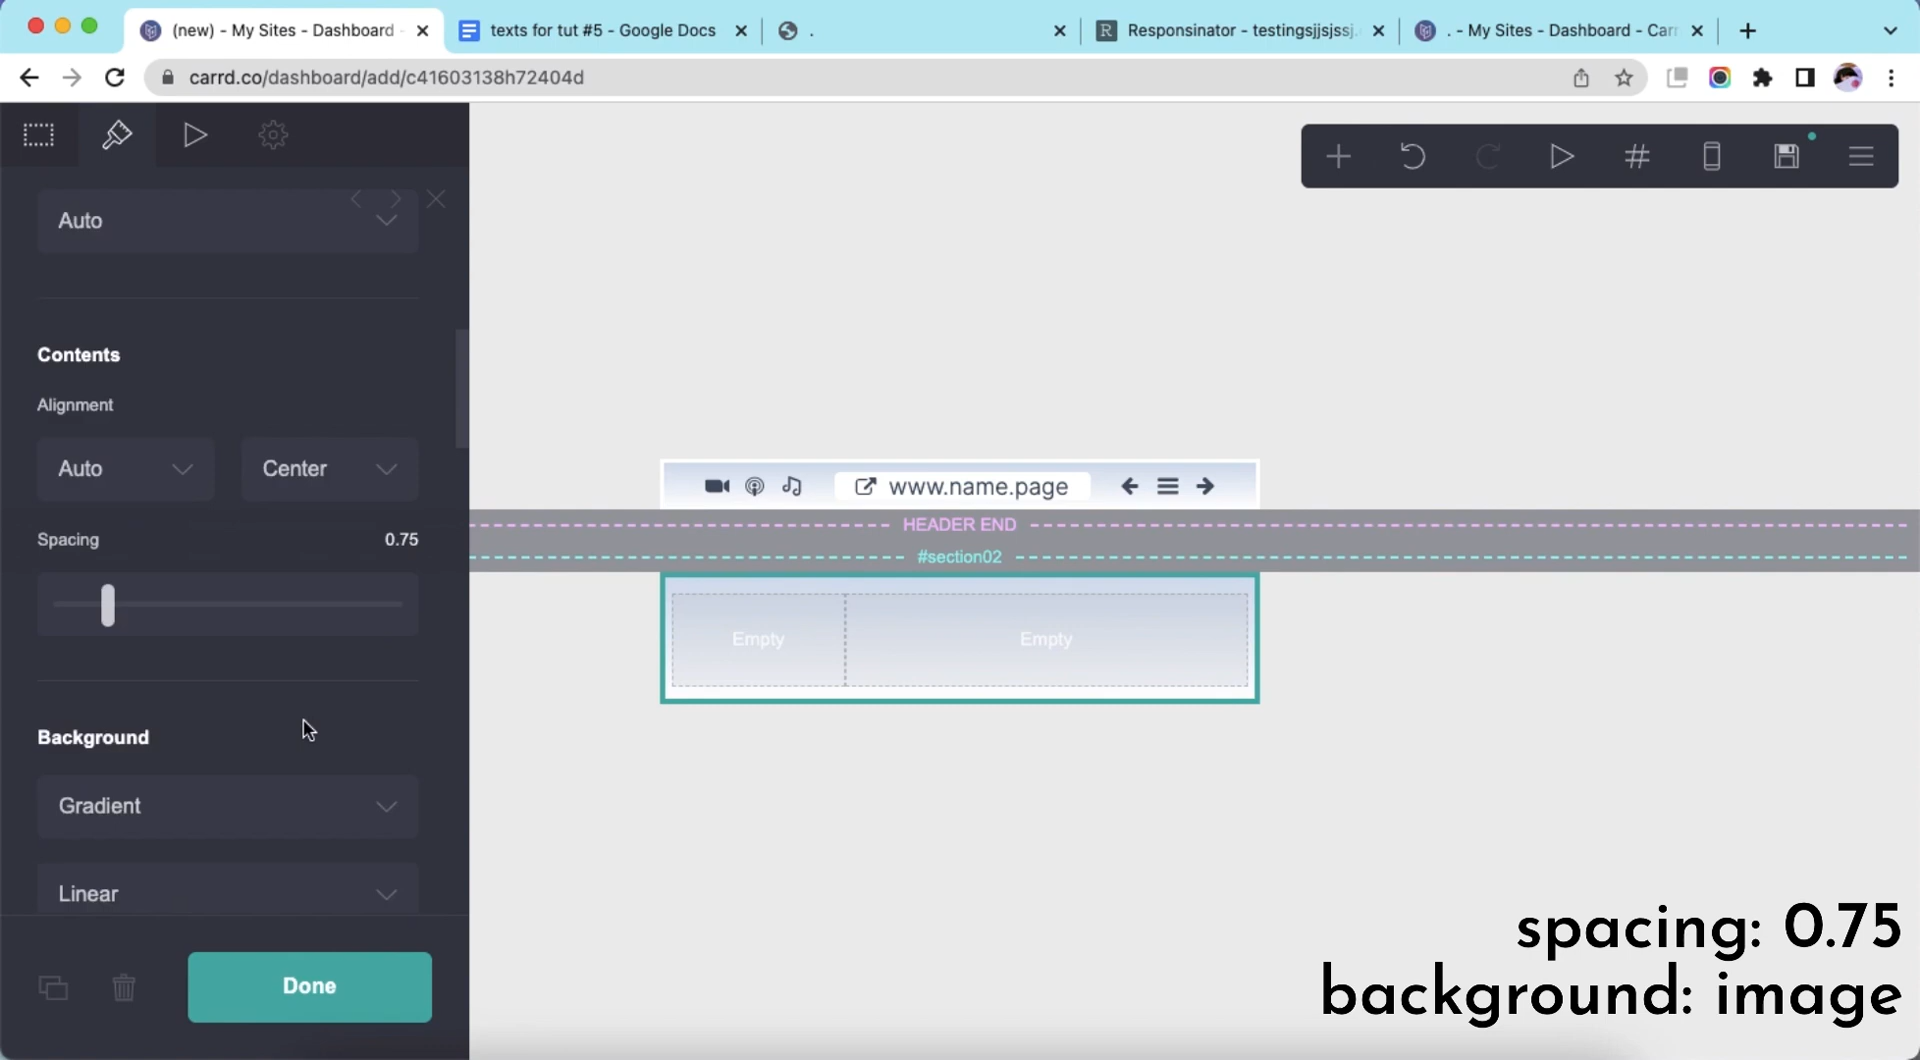 (new) - My Sites - Dashboard -
texts for tut #5 - Google Docs
.
Responsinator - testingsjjsjssj.
. - My Sites - Dashboard - Carr
carrd.co/dashboard/add/c41603138h72404d
Auto
Contents
Alignment
Auto
Center
Spacing
0.75
Background
Gradient
Linear
Done
www.name.page
HEADER END
#section02
Empty
Empty
spacing: 0.75
background: image